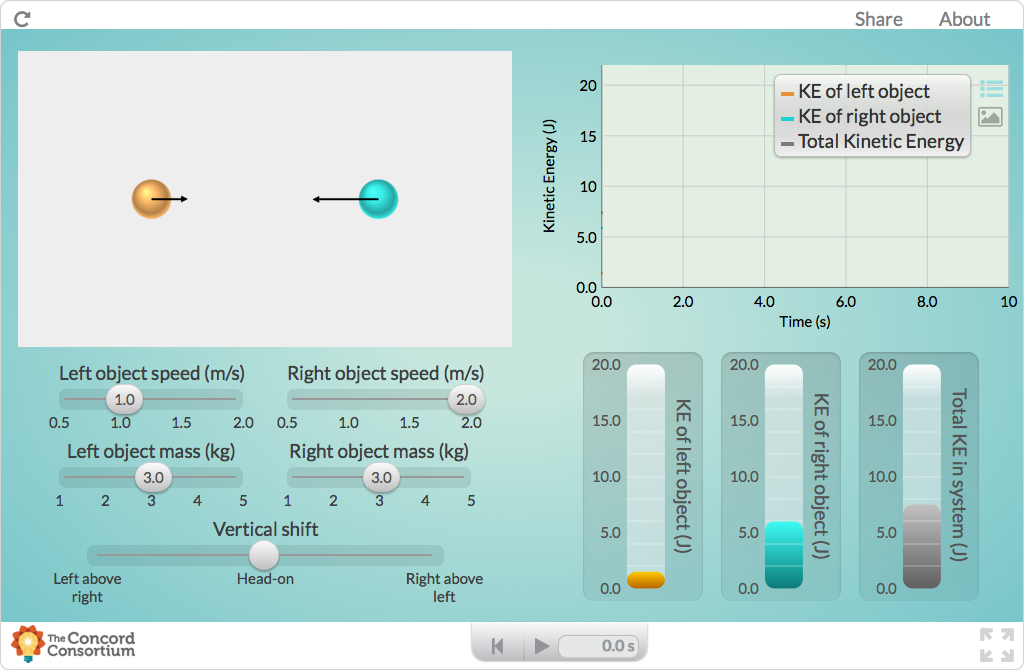 Share About
20
15
10
5.0
0.0
Kinetic Energy (J)
KE of left object
KE of right object
Total Kinetic Energy
0.0 2.0 4.0 6.0 8.0 10
Time (s)
Left object speed (m/s)
1.0
0.5 1.0 1.5 2.0
Right object speed (m/s)
2.0
0.5 1.0 1.5 2.0
Left object mass (kg)
3.0
1 2 3 4 5
Right object mass (kg)
3.0
1 2 3 4 5
Vertical shift
Left above
right
Head-on
Right above
left
20.0
15.0
10.0
5.0
0.0
KE of left object (J)
20.0
15.0
10.0
5.0
0.0
KE of right object (J)
20.0
15.0
10.0
5.0
0.0
Total KE in system (J)
The Concord
Consortium
0.0 s